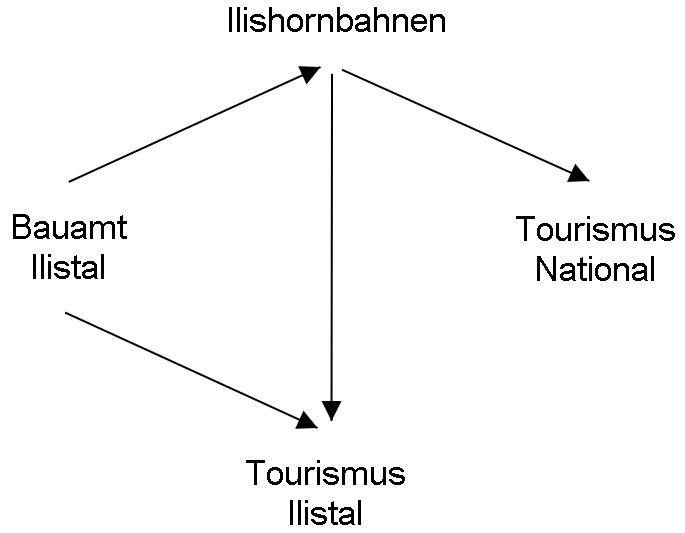 Ilishornbahnen
Bauamt
Ilistal
Tourismus
National
Tourismus
Ilistal